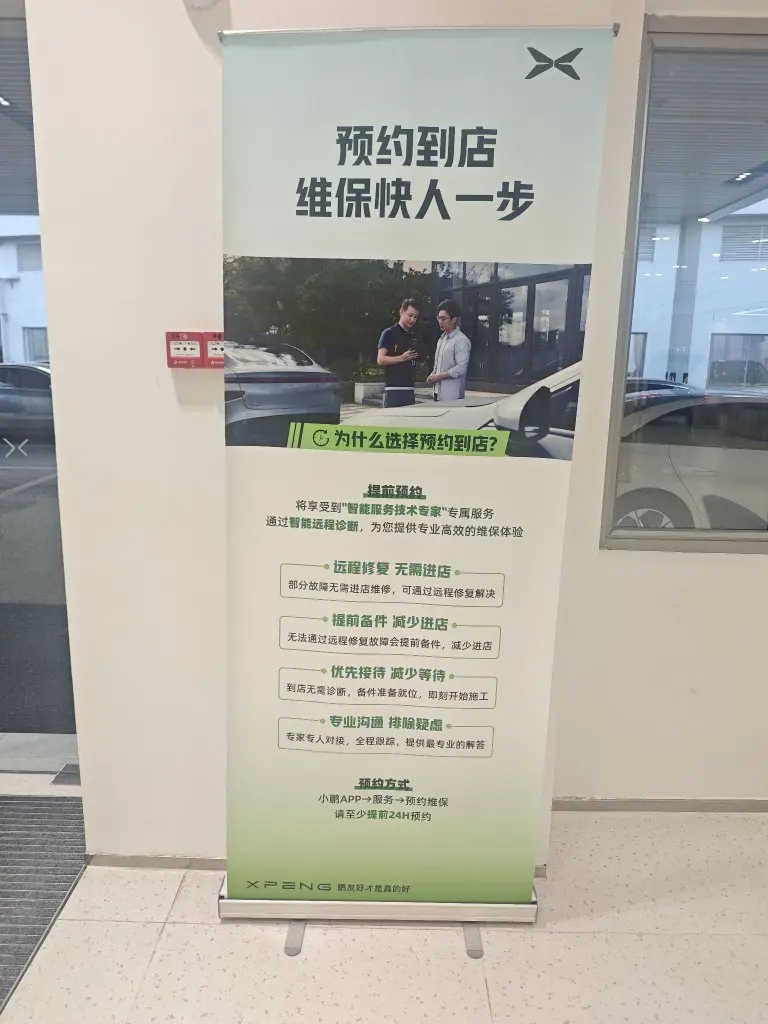 预约到店
维保快人一步
为什么选择预约到店?
提前预约
将享受到"智能服务技术专家"专属服务
通过智能远程诊断，为您提供专业高效的维保体验
远程修复 无需进店
部分故障无需进店维修，可通过远程修复解决
提前备件 减少进店
无法通过远程修复故障会提前备件，减少进店
优先接待 减少等待
到店无需诊断，备件准备就位，即刻开始施工
专业沟通 排除疑虑
专家专人对接，全程跟踪，提供最专业的解答
预约方式
小鹏APP→服务→预约维保
请至少提前24H预约
XPENG 鹏友好才是真的好